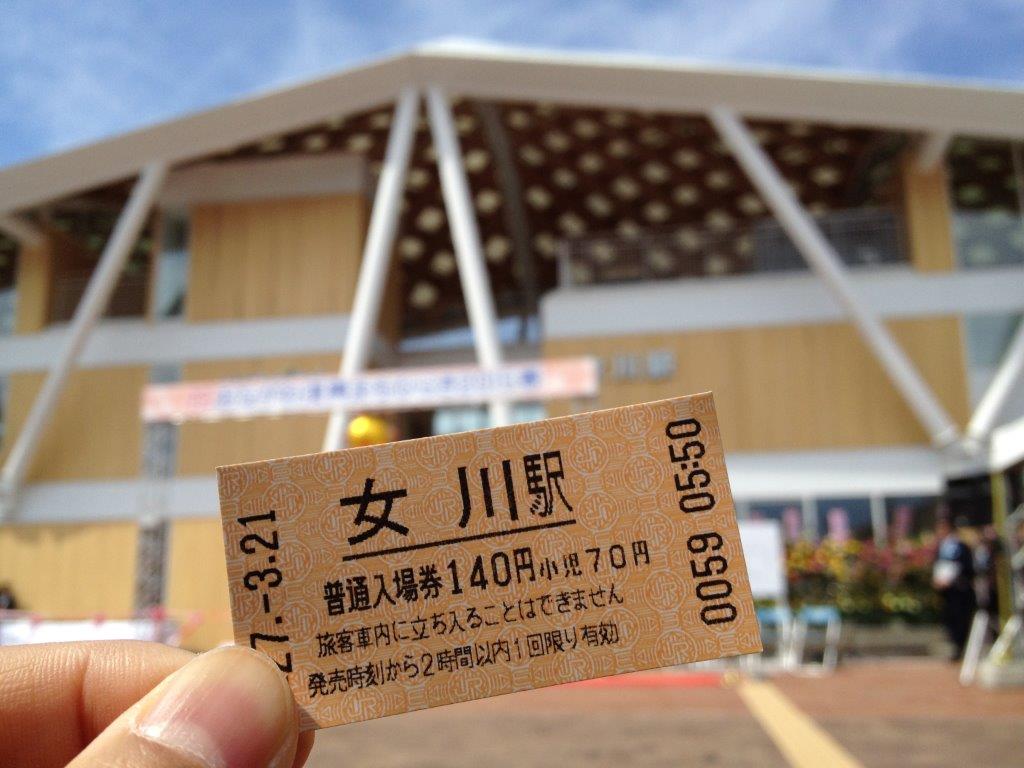 女川駅
普通入場券140円小児70円
旅客車内に立ち入ることはできません
発売時刻から2時間以内1回限り有効
27.-3.21
0059 05:50
川駅